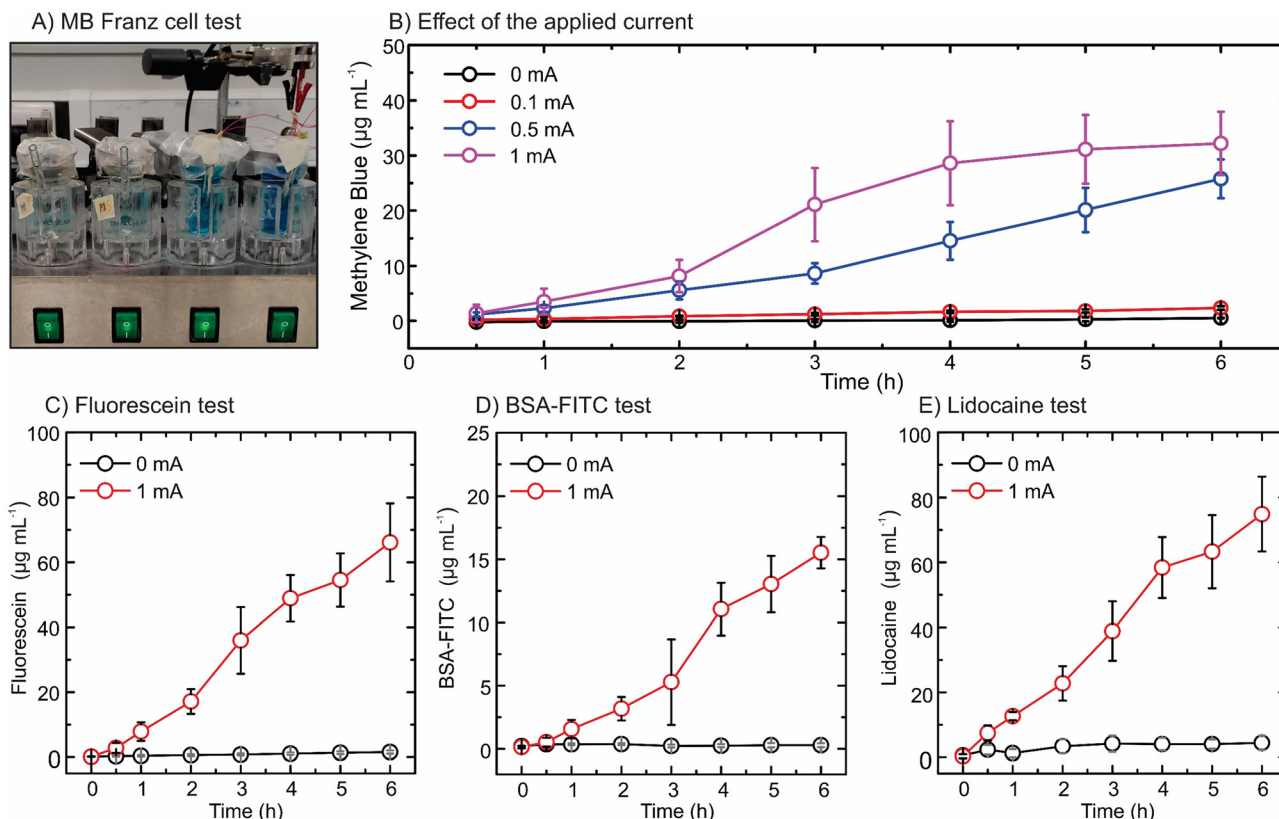 A) MB Franz cell test
B) Effect of the applied current
Methylene Blue (µg mL⁻¹)
50
40
30
20
10
0
0 mA
0.1 mA
0.5 mA
1 mA
0 1 2 3 4 5 6
Time (h)
C) Fluorescein test
Fluorescein (µg mL⁻¹)
100
80
60
40
20
0
0 mA
1 mA
0 1 2 3 4 5 6
Time (h)
D) BSA-FITC test
BSA-FITC (µg mL⁻¹)
25
20
15
10
5
0
0 mA
1 mA
0 1 2 3 4 5 6
Time (h)
E) Lidocaine test
Lidocaine (µg mL⁻¹)
100
80
60
40
20
0
0 mA
1 mA
0 1 2 3 4 5 6
Time (h)